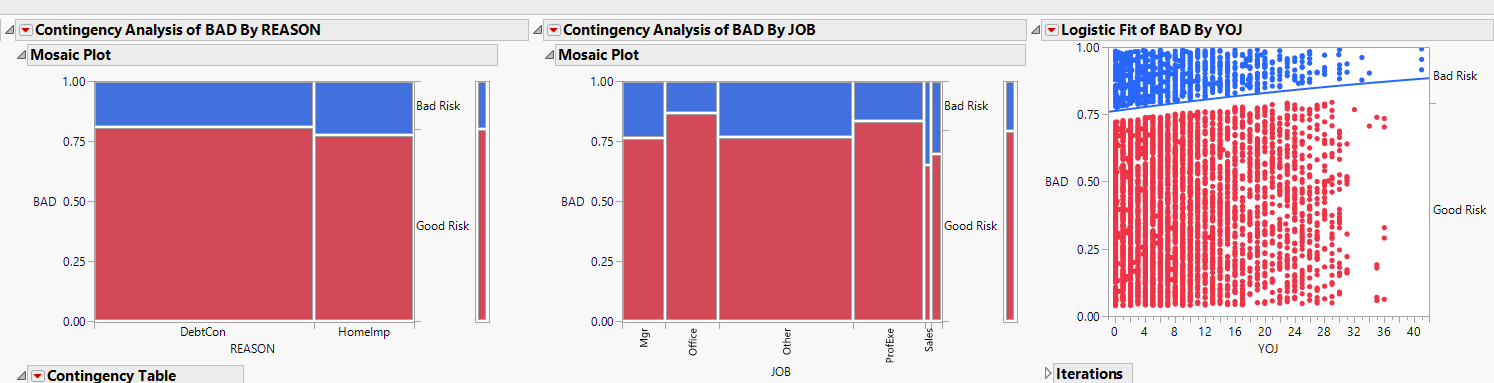 Contingency Analysis of BAD By REASON
Mosaic Plot
1.00
0.75
0.50
0.25
0.00
BAD
Bad Risk
Good Risk
DebtCon HomeImp
REASON
Contingency Table
Contingency Analysis of BAD By JOB
Mosaic Plot
1.00
0.75
0.50
0.25
0.00
BAD
Bad Risk
Good Risk
Mgr Office Other ProfExe Sales
JOB
Logistic Fit of BAD By YOJ
1.00
0.75
0.50
0.25
0.00
BAD
Bad Risk
Good Risk
0 4 8 12 16 20 24 28 32 36 40
YOJ
Iterations